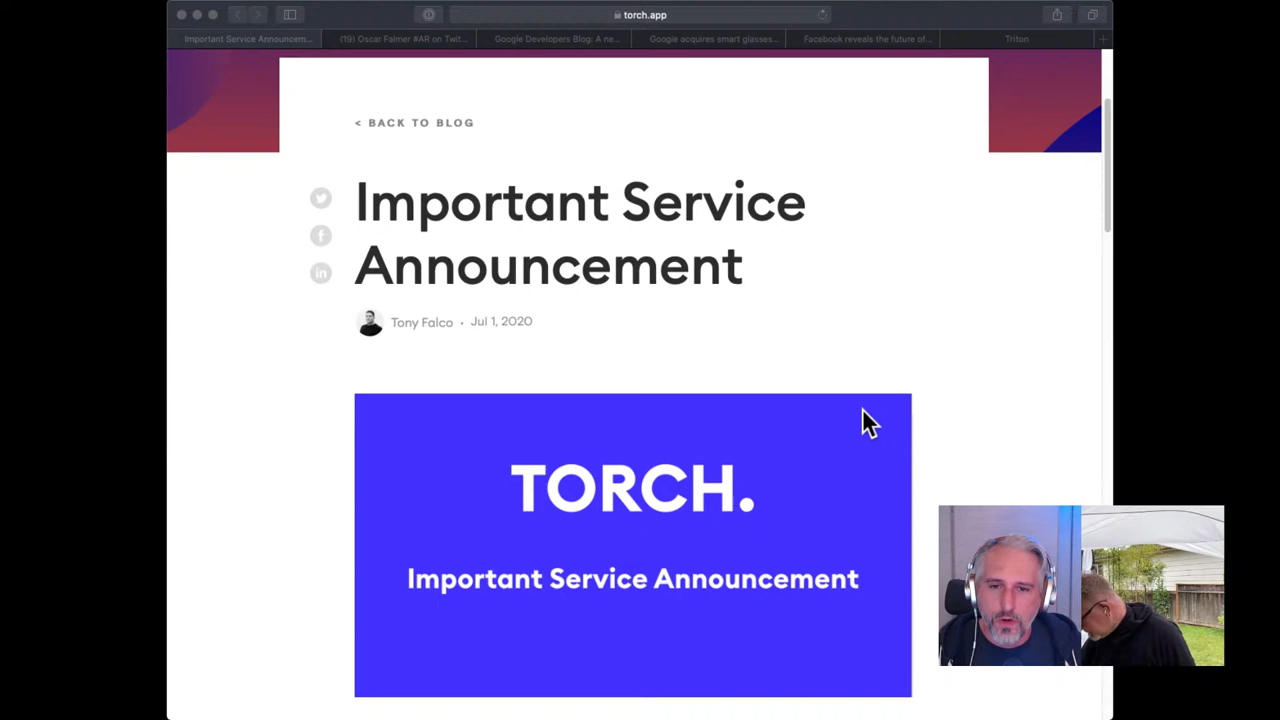 torch.app
Important Service Announcem...
(19) Oscar Falmer #AR on Twit...
Google Developers Blog: A ne...
Google acquires smart glasses...
Facebook reveals the future of...
Triton
< BACK TO BLOG
Important Service
Announcement
Tony Falco · Jul 1, 2020
TORCH.
Important Service Announcement